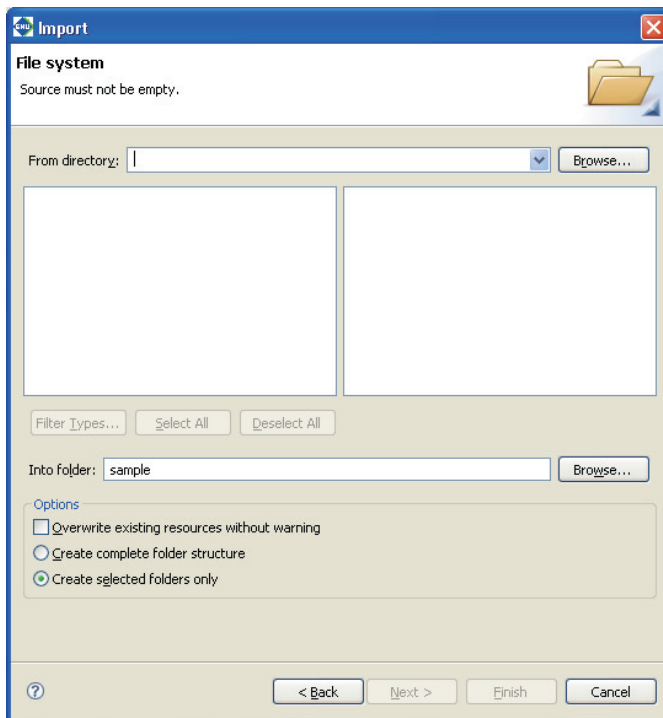 GNU Import
File system
Source must not be empty.
From directory: Browse...
Filter Types... Select All Deselect All
Into folder: sample Browse...
Options
Overwrite existing resources without warning
Create complete folder structure
Create selected folders only
? < Back Next > Finish Cancel